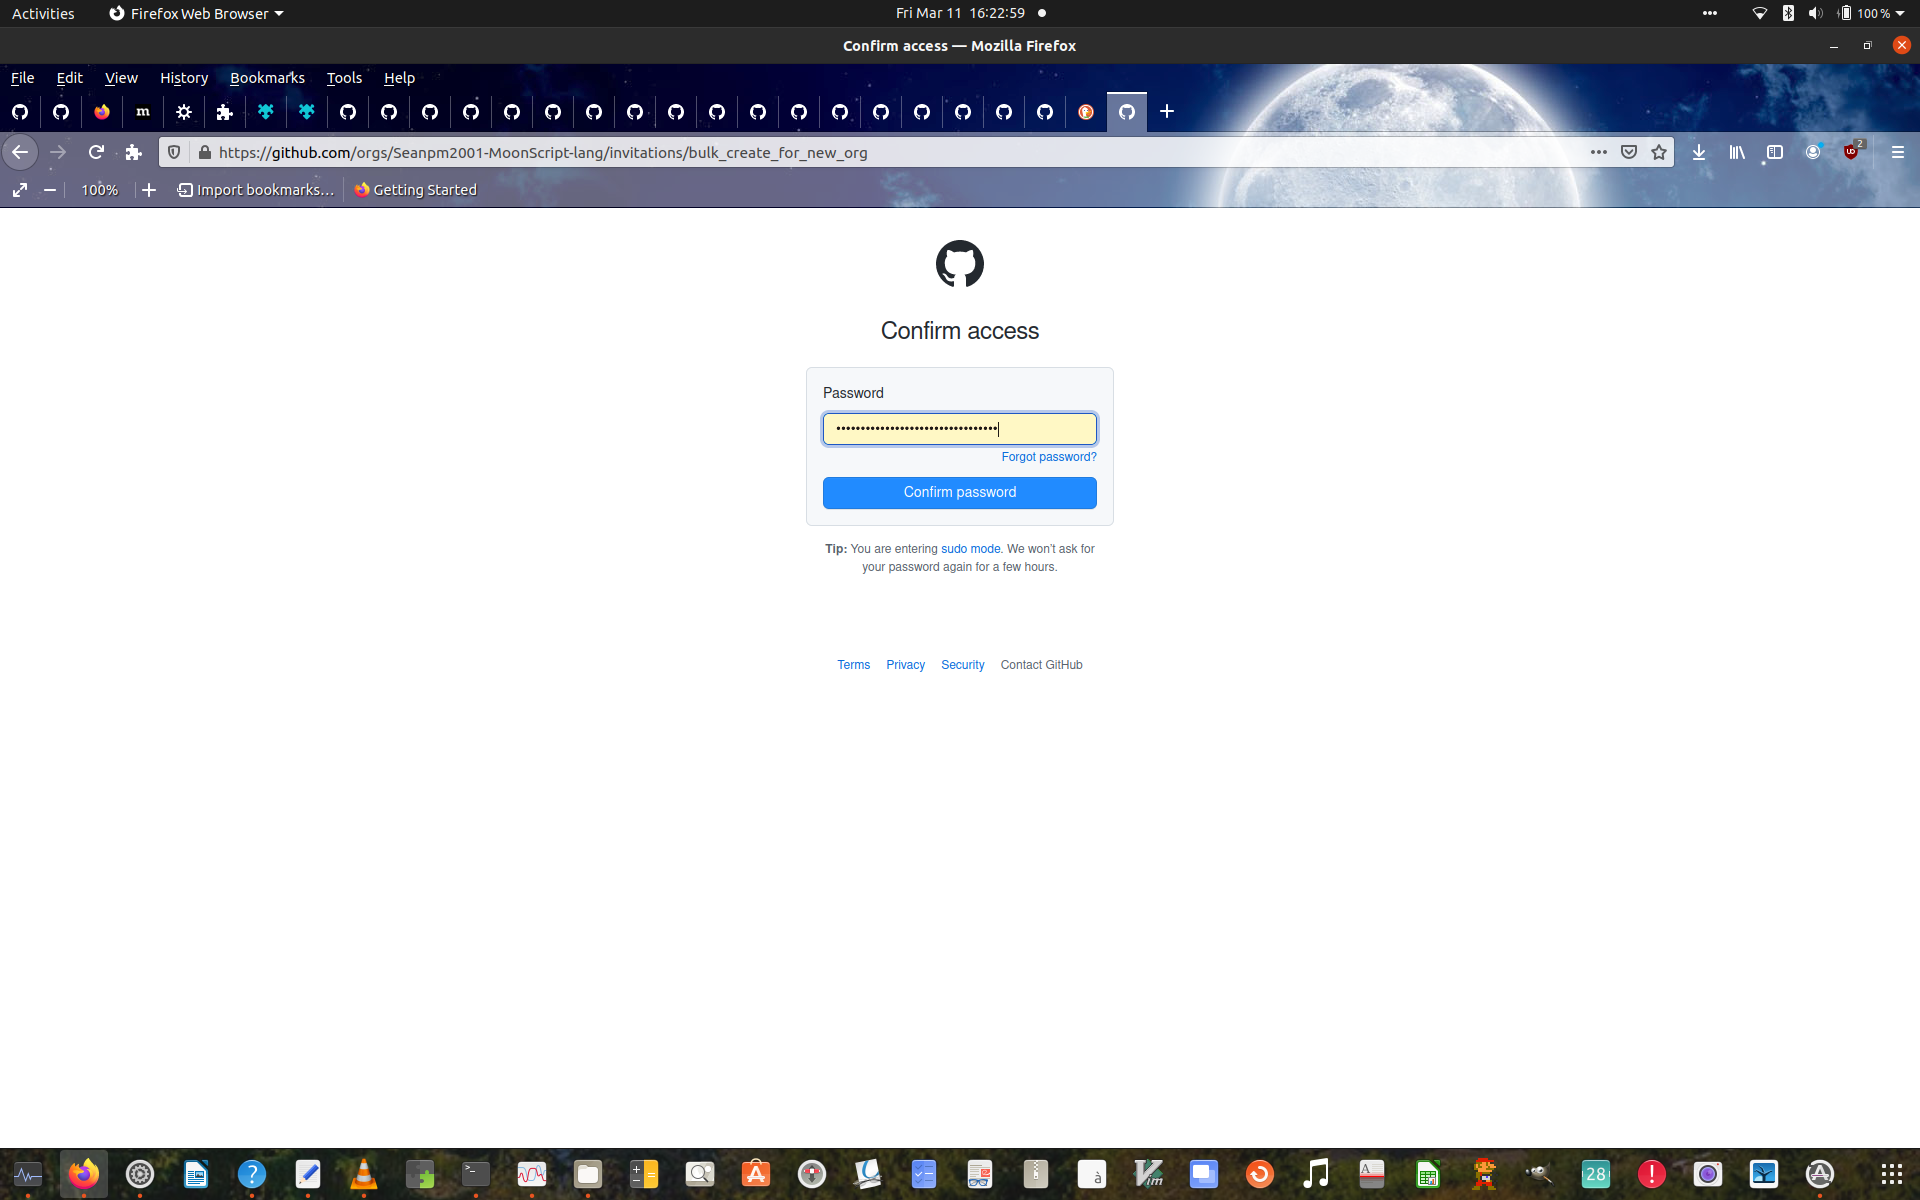 Activities
Firefox Web Browser
Fri Mar 11 16:22:59
100 %
Confirm access — Mozilla Firefox
File Edit View History Bookmarks Tools Help
m
https://github.com/orgs/Seanpm2001-MoonScript-lang/invitations/bulk_create_for_new_org
2
100%
Import bookmarks…
Getting Started
Confirm access
Password
Forgot password?
Confirm password
Tip: You are entering sudo mode. We won't ask for
your password again for a few hours.
Terms Privacy Security Contact GitHub
28